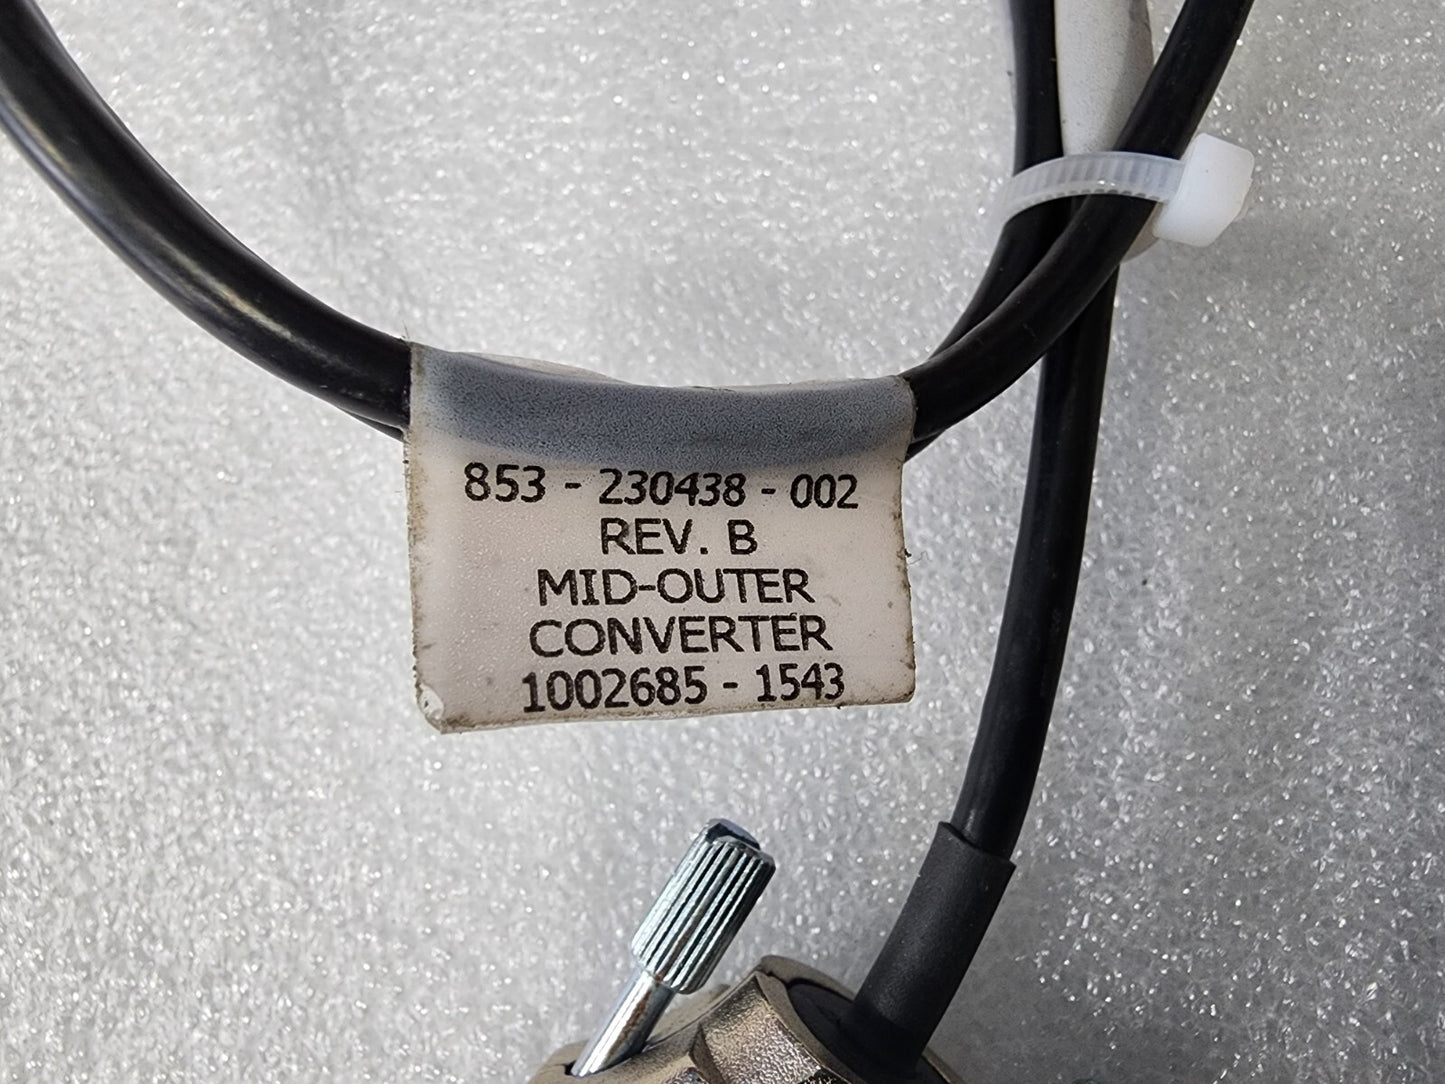 853 - 230438 - 002
REV. B
MID-OUTER
CONVERTER
1002685 - 1543